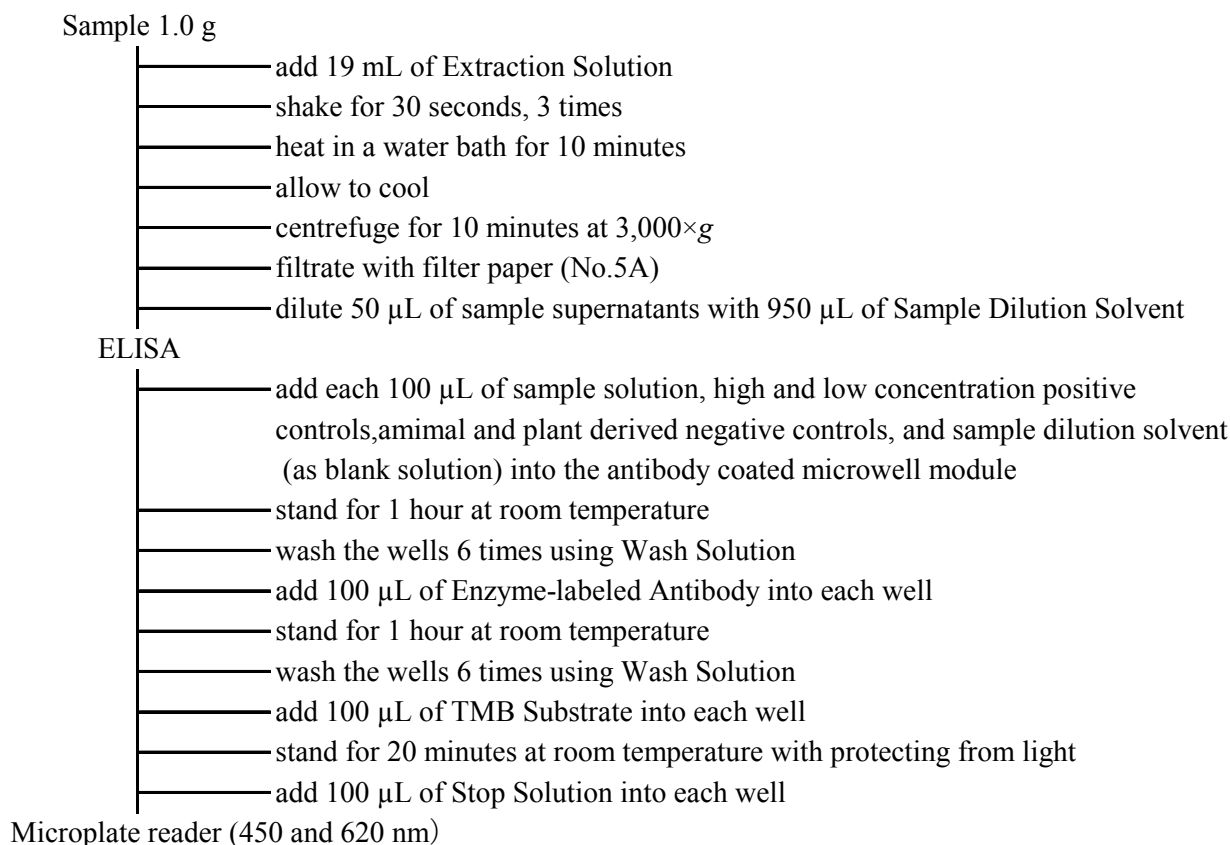 Sample 1.0 g
add 19 mL of Extraction Solution
shake for 30 seconds, 3 times
heat in a water bath for 10 minutes
allow to cool
centrefuge for 10 minutes at 3,000×g
filtrate with filter paper (No.5A)
dilute 50 µL of sample supernatants with 950 µL of Sample Dilution Solvent
ELISA
add each 100 µL of sample solution, high and low concentration positive
controls,amimal and plant derived negative controls, and sample dilution solvent
(as blank solution) into the antibody coated microwell module
stand for 1 hour at room temperature
wash the wells 6 times using Wash Solution
add 100 µL of Enzyme-labeled Antibody into each well
stand for 1 hour at room temperature
wash the wells 6 times using Wash Solution
add 100 µL of TMB Substrate into each well
stand for 20 minutes at room temperature with protecting from light
add 100 µL of Stop Solution into each well
Microplate reader (450 and 620 nm）